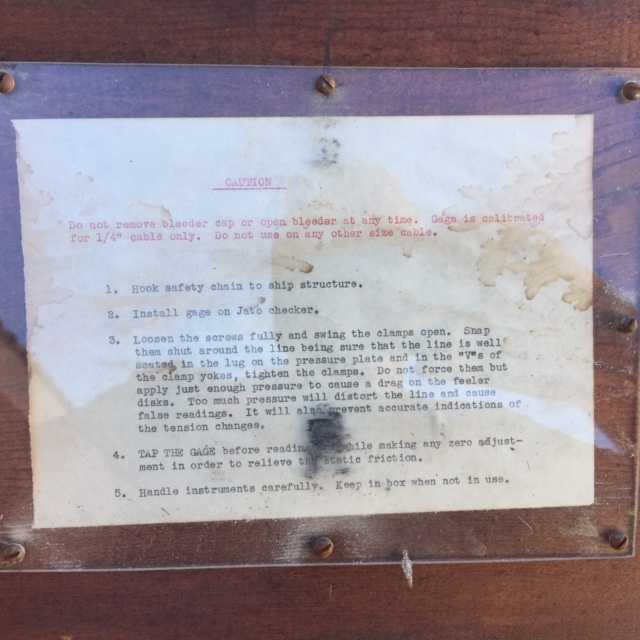 CAUTION
Do not remove bleeder cap or open bleeder at any time. Gage is calibrated
for 1/4" cable only. Do not use on any other size cable.
1. Hook safety chain to ship structure.
2. Install gage on Jato checker.
3. Loosen the screws fully and swing the clamps open. Snap
them shut around the line being sure that the line is well
seated in the lug on the pressure plate and in the "V"s of
the clamp yokes, tighten the clamps. Do not force them but
apply just enough pressure to cause a drag on the feeler
disks. Too much pressure will distort the line and cause
false readings. It will also prevent accurate indications of
the tension changes.
4. TAP THE GAGE before while making any zero adjust-
ment in order to relieve static friction.
5. Handle instruments carefully. Keep in box when not in use.